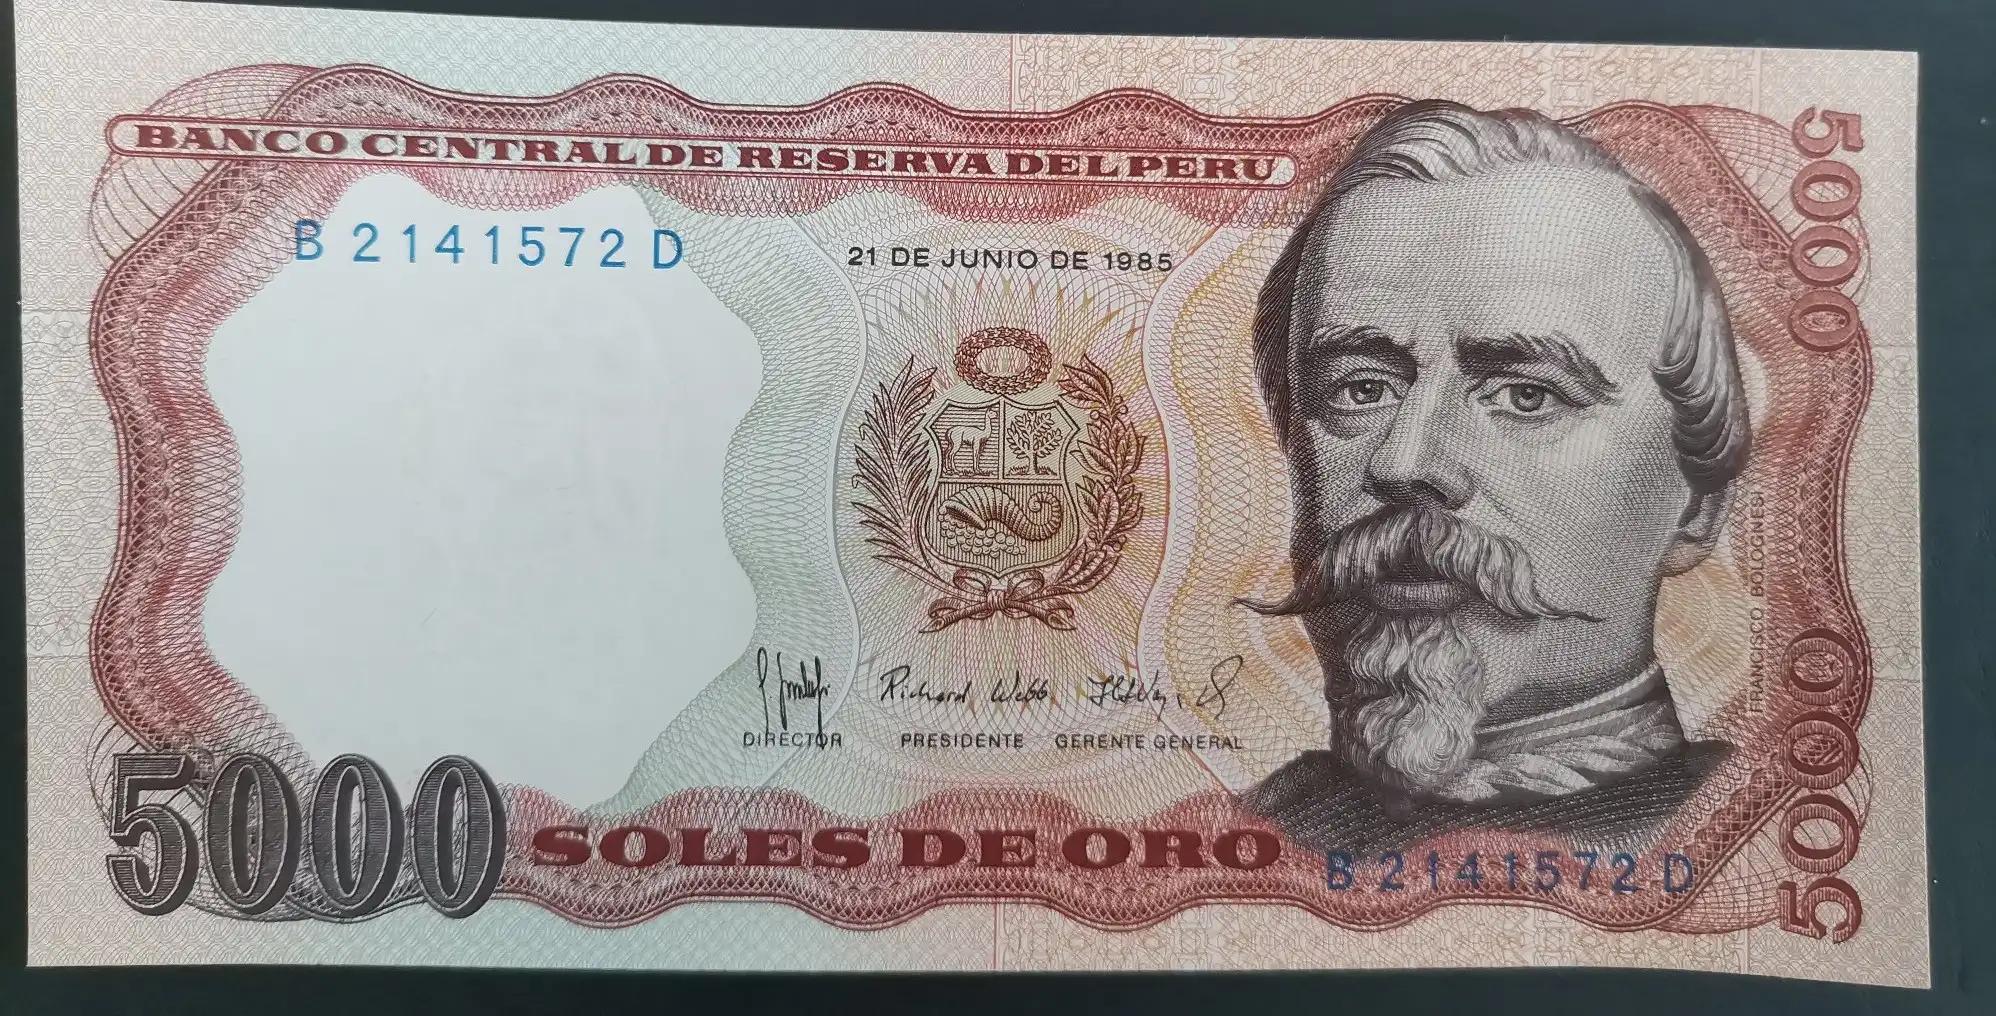 BANCO CENTRAL DE RESERVA DEL PERU
B 2141572 D
21 DE JUNIO DE 1985
5000
FRANCISCO BOLOGNESI
Richard Webb
DIRECTOR PRESIDENTE GERENTE GENERAL
5000
SOLES DE ORO
B 2141572 D
5000